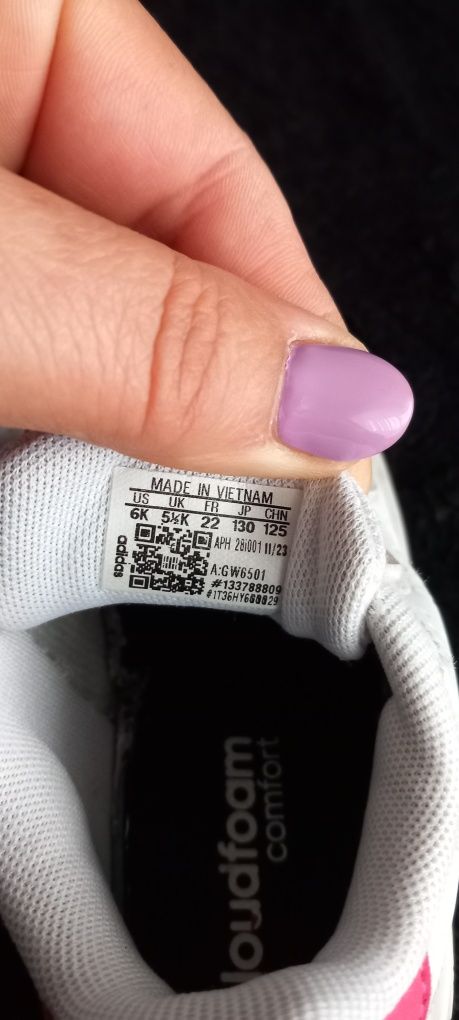 MADE IN VIETNAM
US UK FR JP CHN
6K 5½K 22 130 125
APH 28i001 11/23
adidas
A:GW6501
#133788809
cloudfoam
comfort